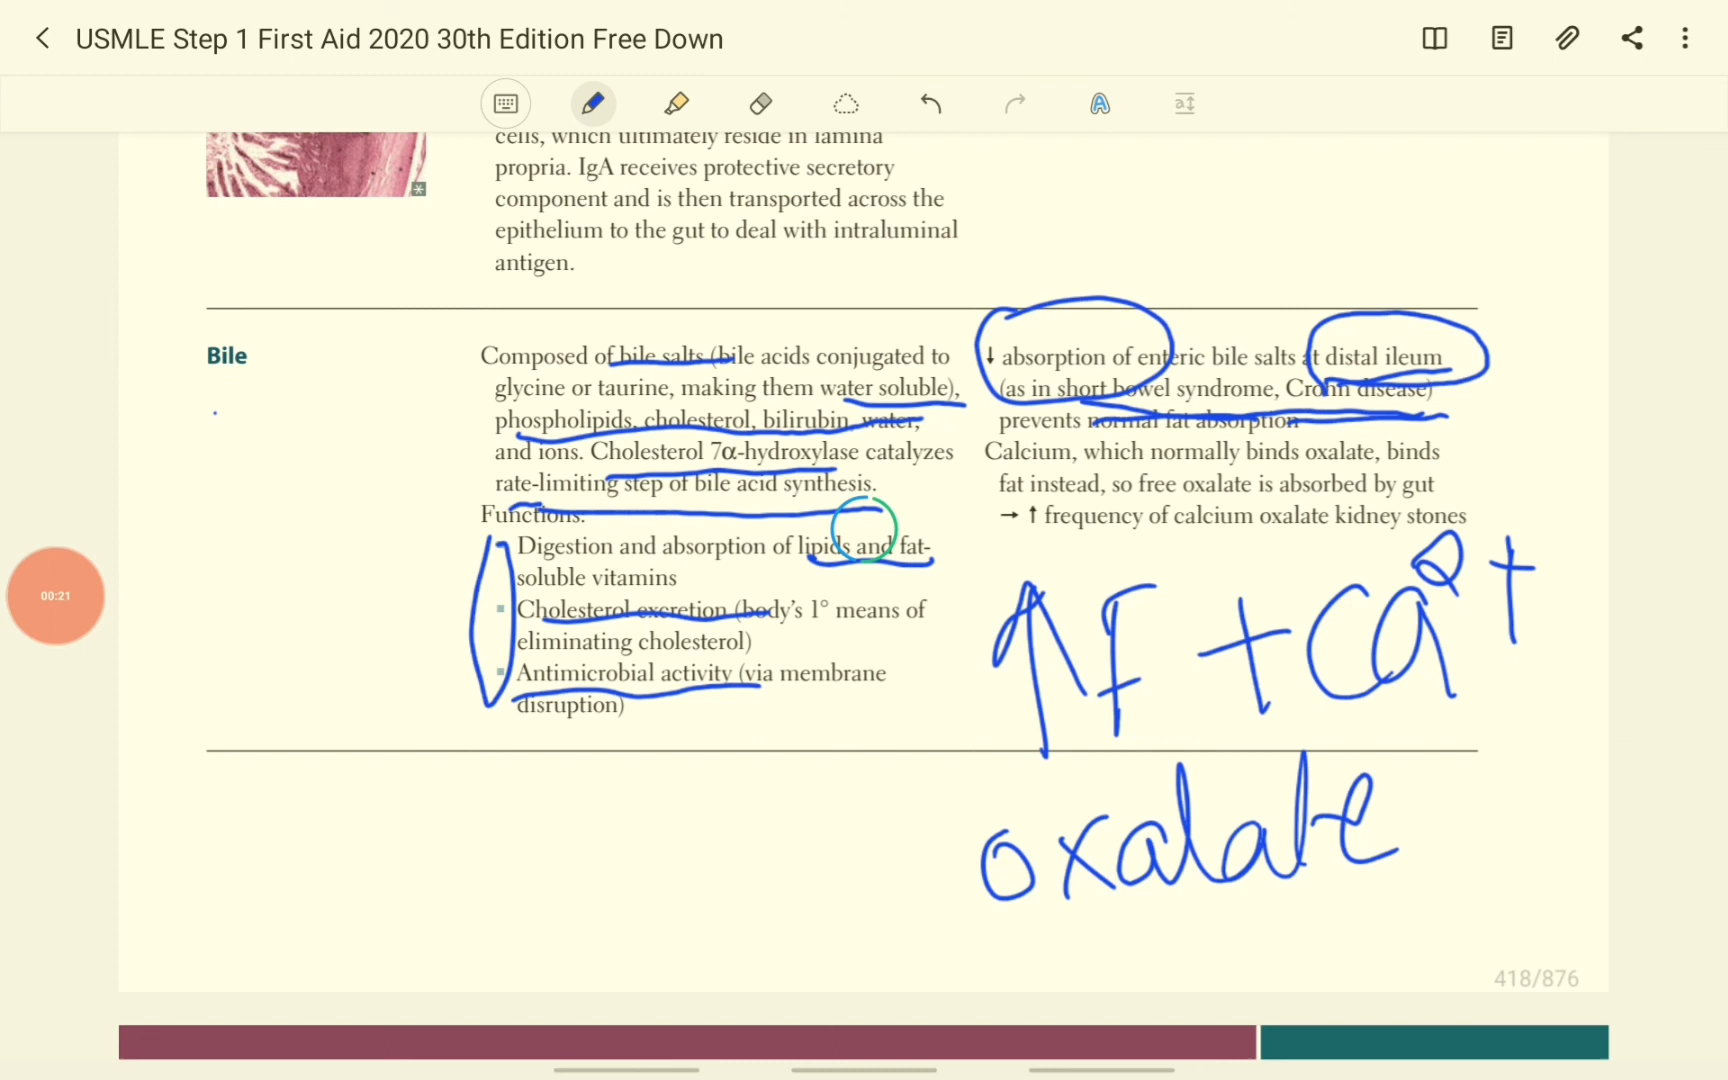 USMLE Step 1 First Aid 2020 30th Edition Free Down
cells, which ultimately reside in lamina
propria. IgA receives protective secretory
component and is then transported across the
epithelium to the gut to deal with intraluminal
antigen.
Bile
Composed of bile salts (bile acids conjugated to
glycine or taurine, making them water soluble),
phospholipids, cholesterol, bilirubin, water,
and ions. Cholesterol 7α-hydroxylase catalyzes
rate-limiting step of bile acid synthesis.
Functions:
▪ Digestion and absorption of lipids and fat-
soluble vitamins
▪ Cholesterol excretion (body's 1° means of
eliminating cholesterol)
▪ Antimicrobial activity (via membrane
disruption)
↓ absorption of enteric bile salts at distal ileum
(as in short bowel syndrome, Crohn disease)
prevents normal fat absorption
Calcium, which normally binds oxalate, binds
fat instead, so free oxalate is absorbed by gut
→ ↑ frequency of calcium oxalate kidney stones
↑ F + Ca2+
oxalate
00:21
418/876